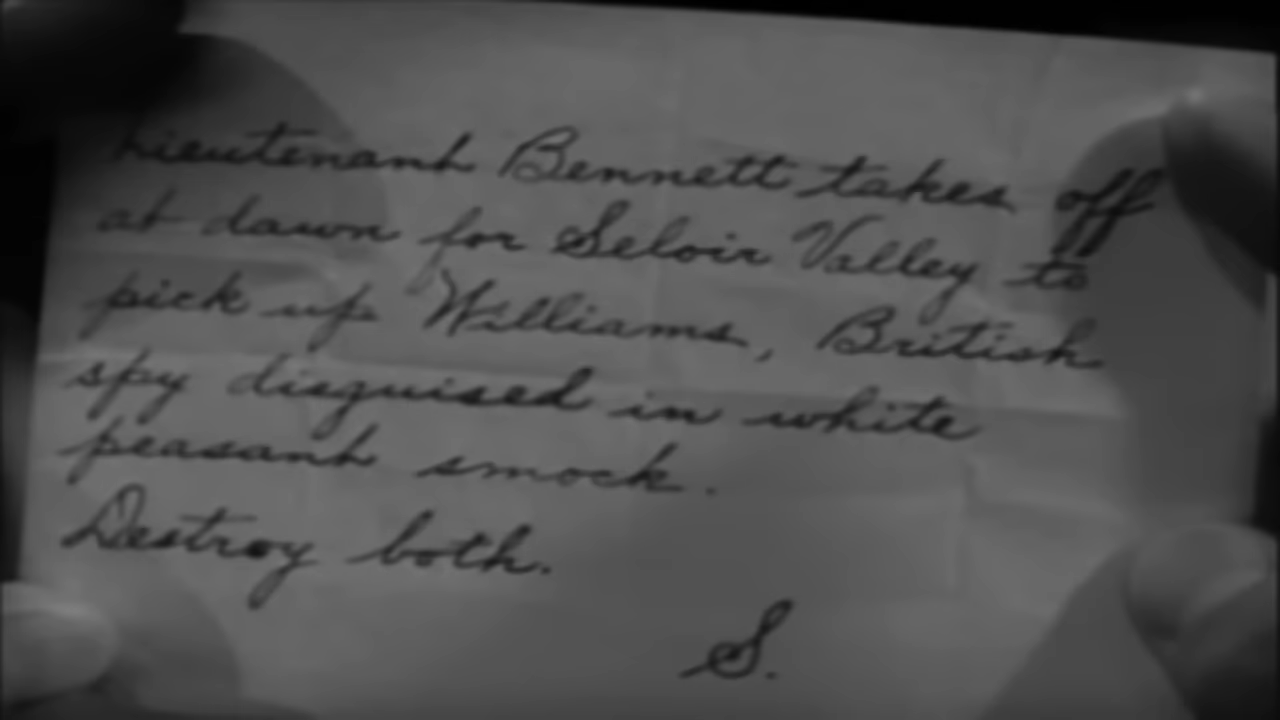 Lieutenant Bennett takes off
at dawn for Seloir Valley to
pick up Williams, British
spy disguised in white
peasant smock.
Destroy both.
S.